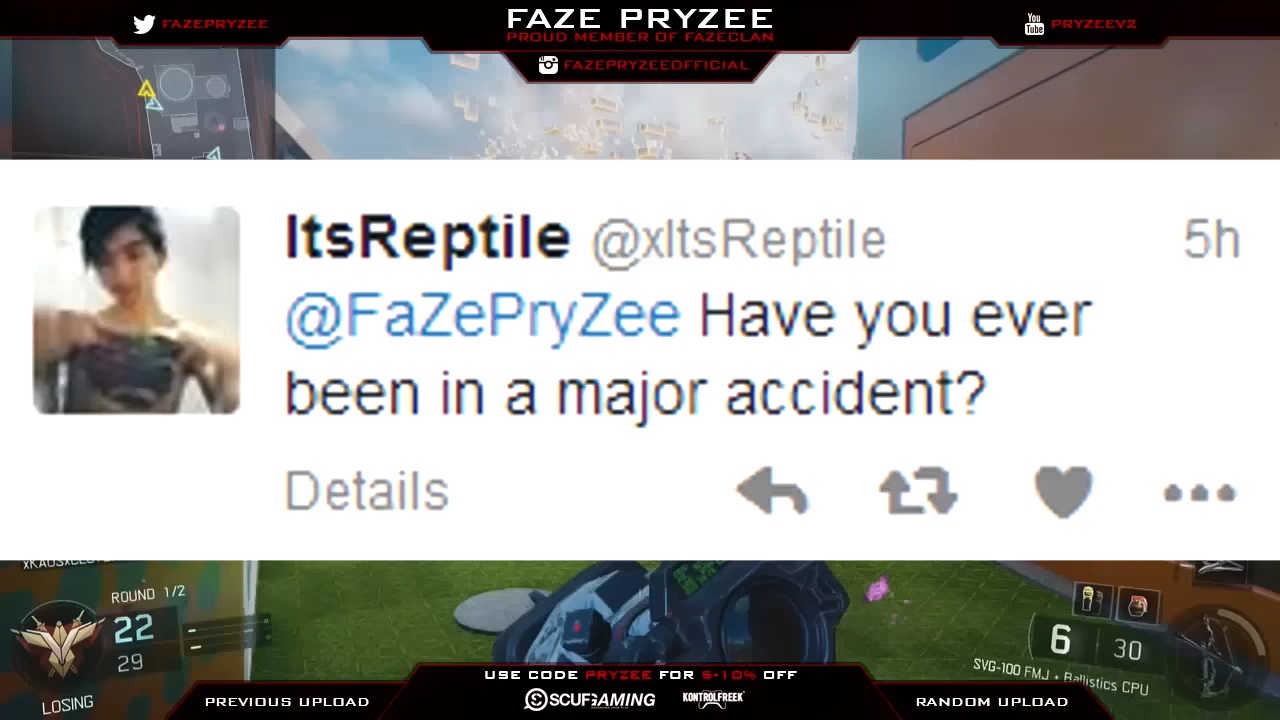 FAZEPRYZEE
FAZE PRYZEE
PROUD MEMBER OF FAZECLAN
You Tube PRYZEEV2
FAZEPRYZEEOFFICIAL
ItsReptile @xItsReptile 5h
@FaZePryZee Have you ever
been in a major accident?
Details
ROUND 1/2
22
29
LOSING
6 30
SVG-100 FMJ + Ballistics CPU
USE CODE PRYZEE FOR 5-10% OFF
PREVIOUS UPLOAD
SCUFGAMING
KONTROLFREEK
RANDOM UPLOAD